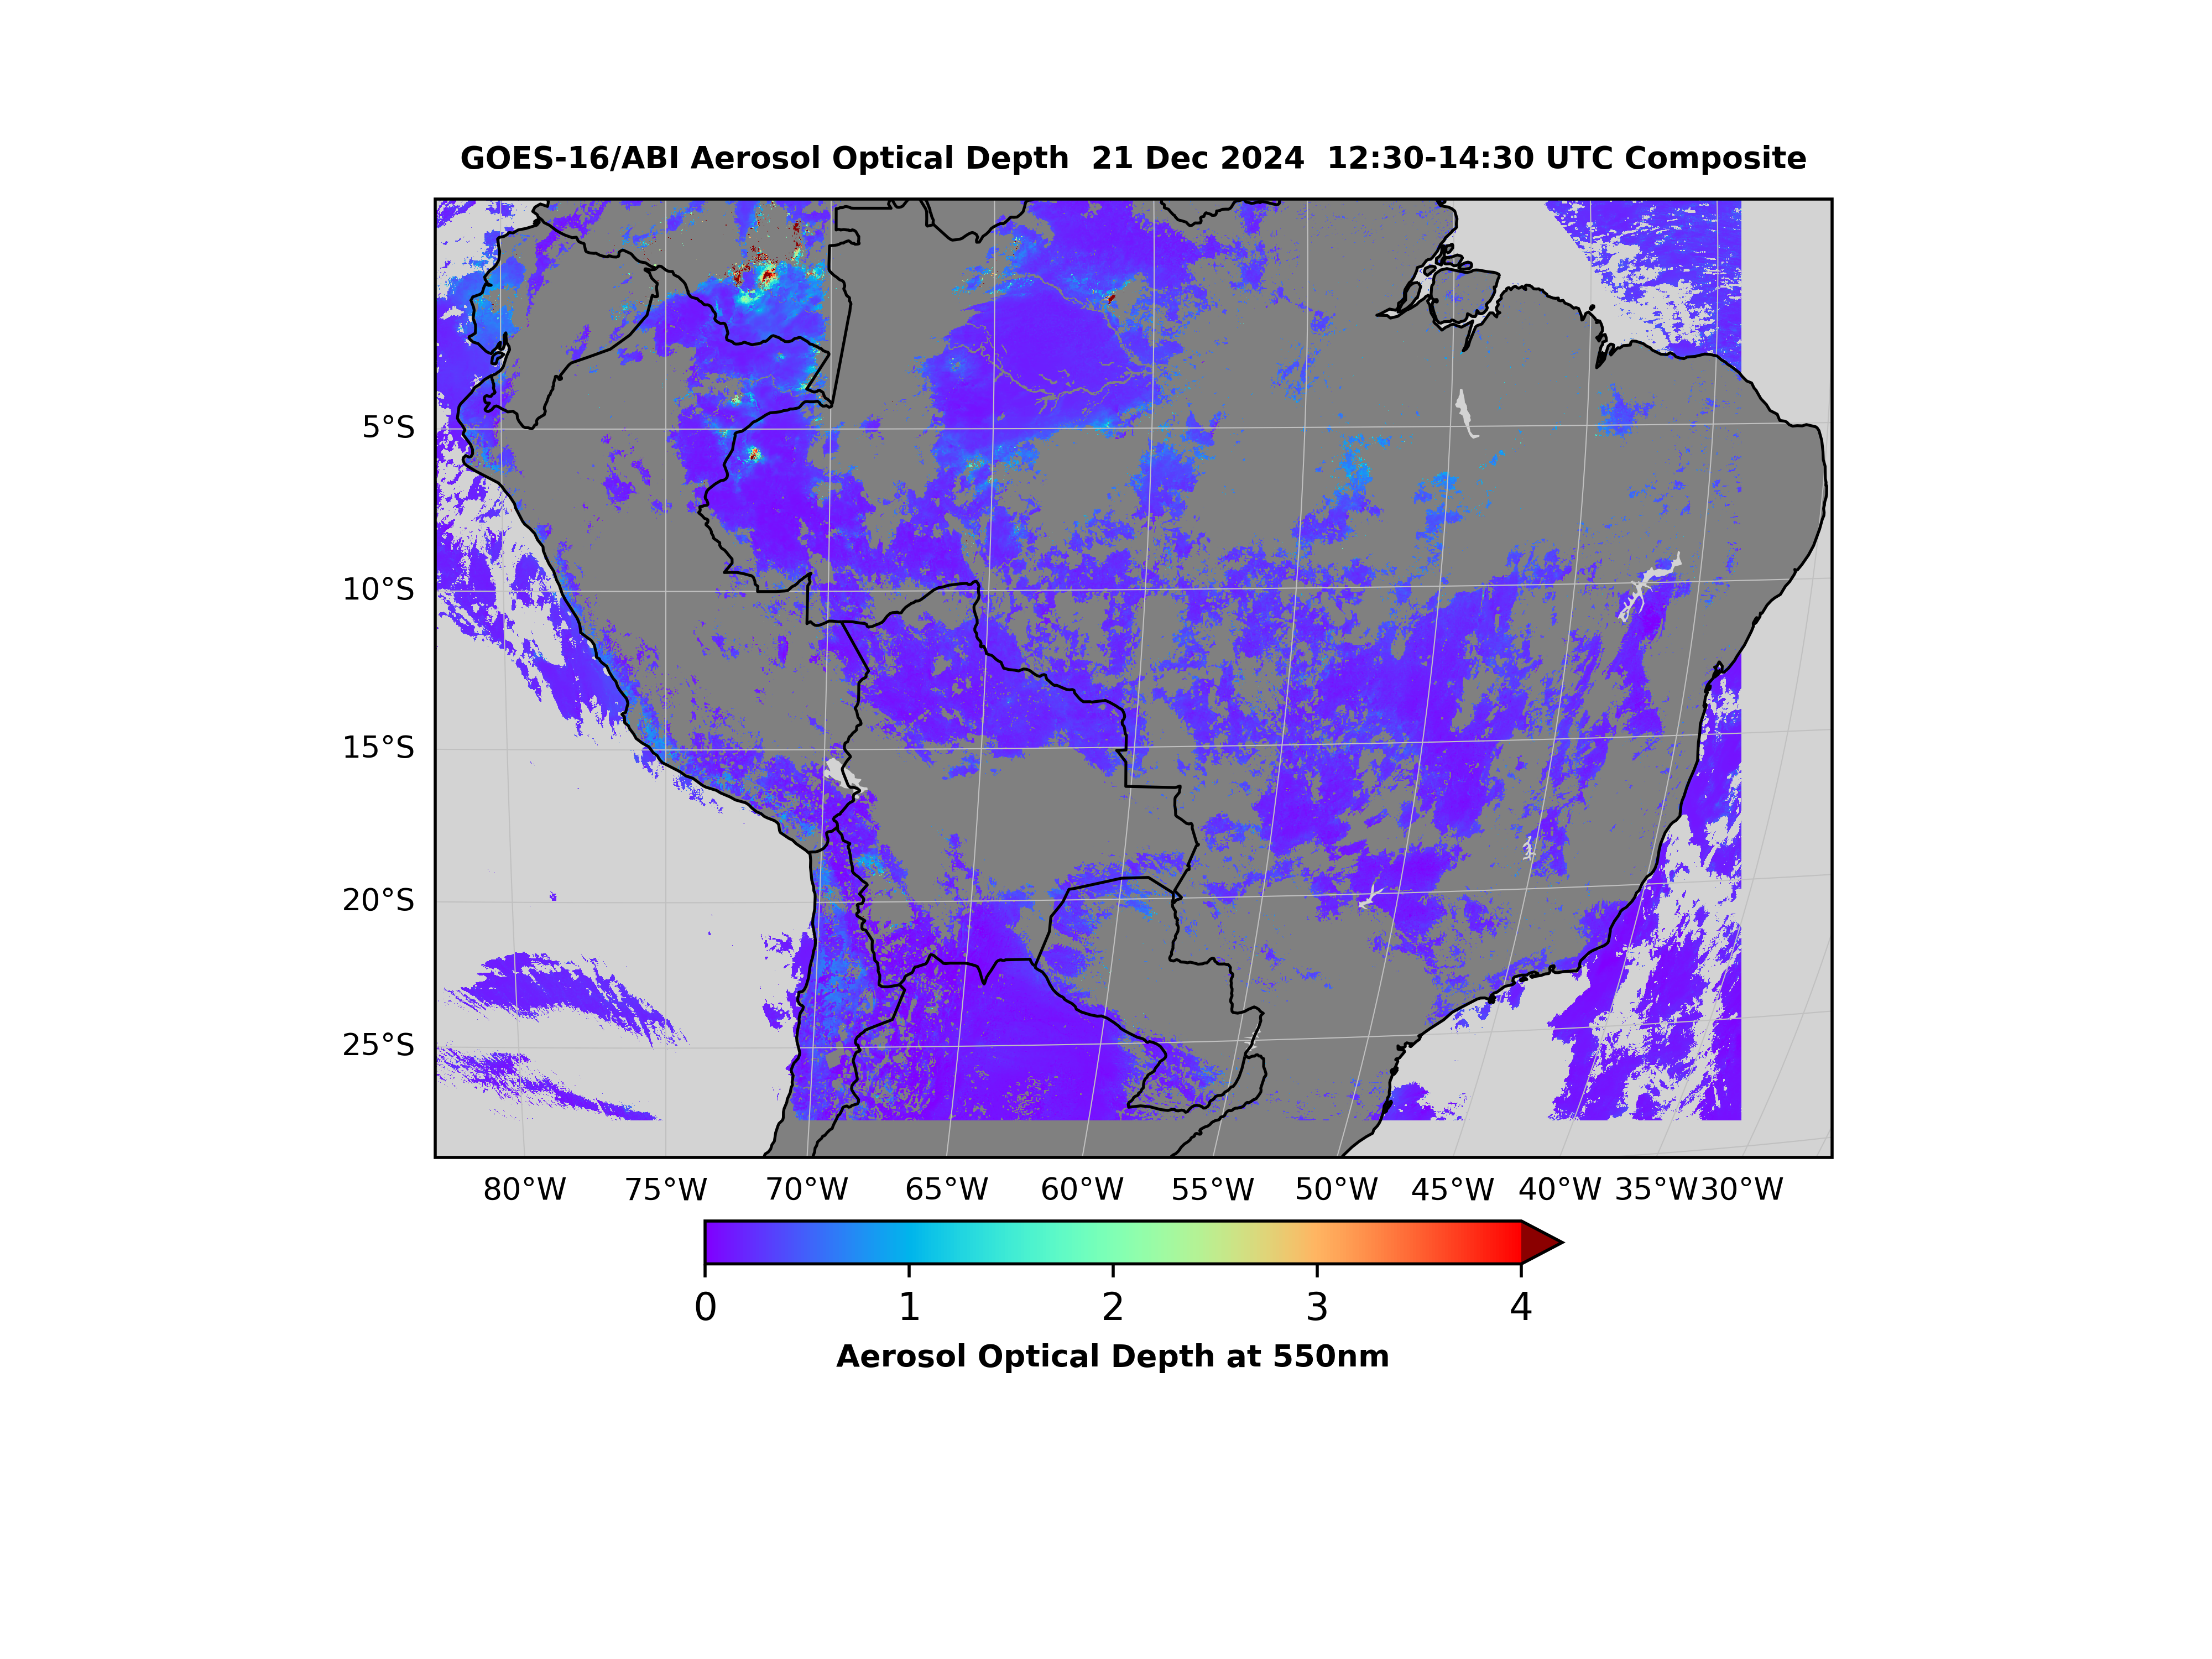 GOES-16/ABI Aerosol Optical Depth  21 Dec 2024  12:30-14:30 UTC Composite
5°S
10°S
15°S
20°S
25°S
80°W 75°W 70°W 65°W 60°W 55°W 50°W 45°W 40°W 35°W 30°W
0 1 2 3 4
Aerosol Optical Depth at 550nm